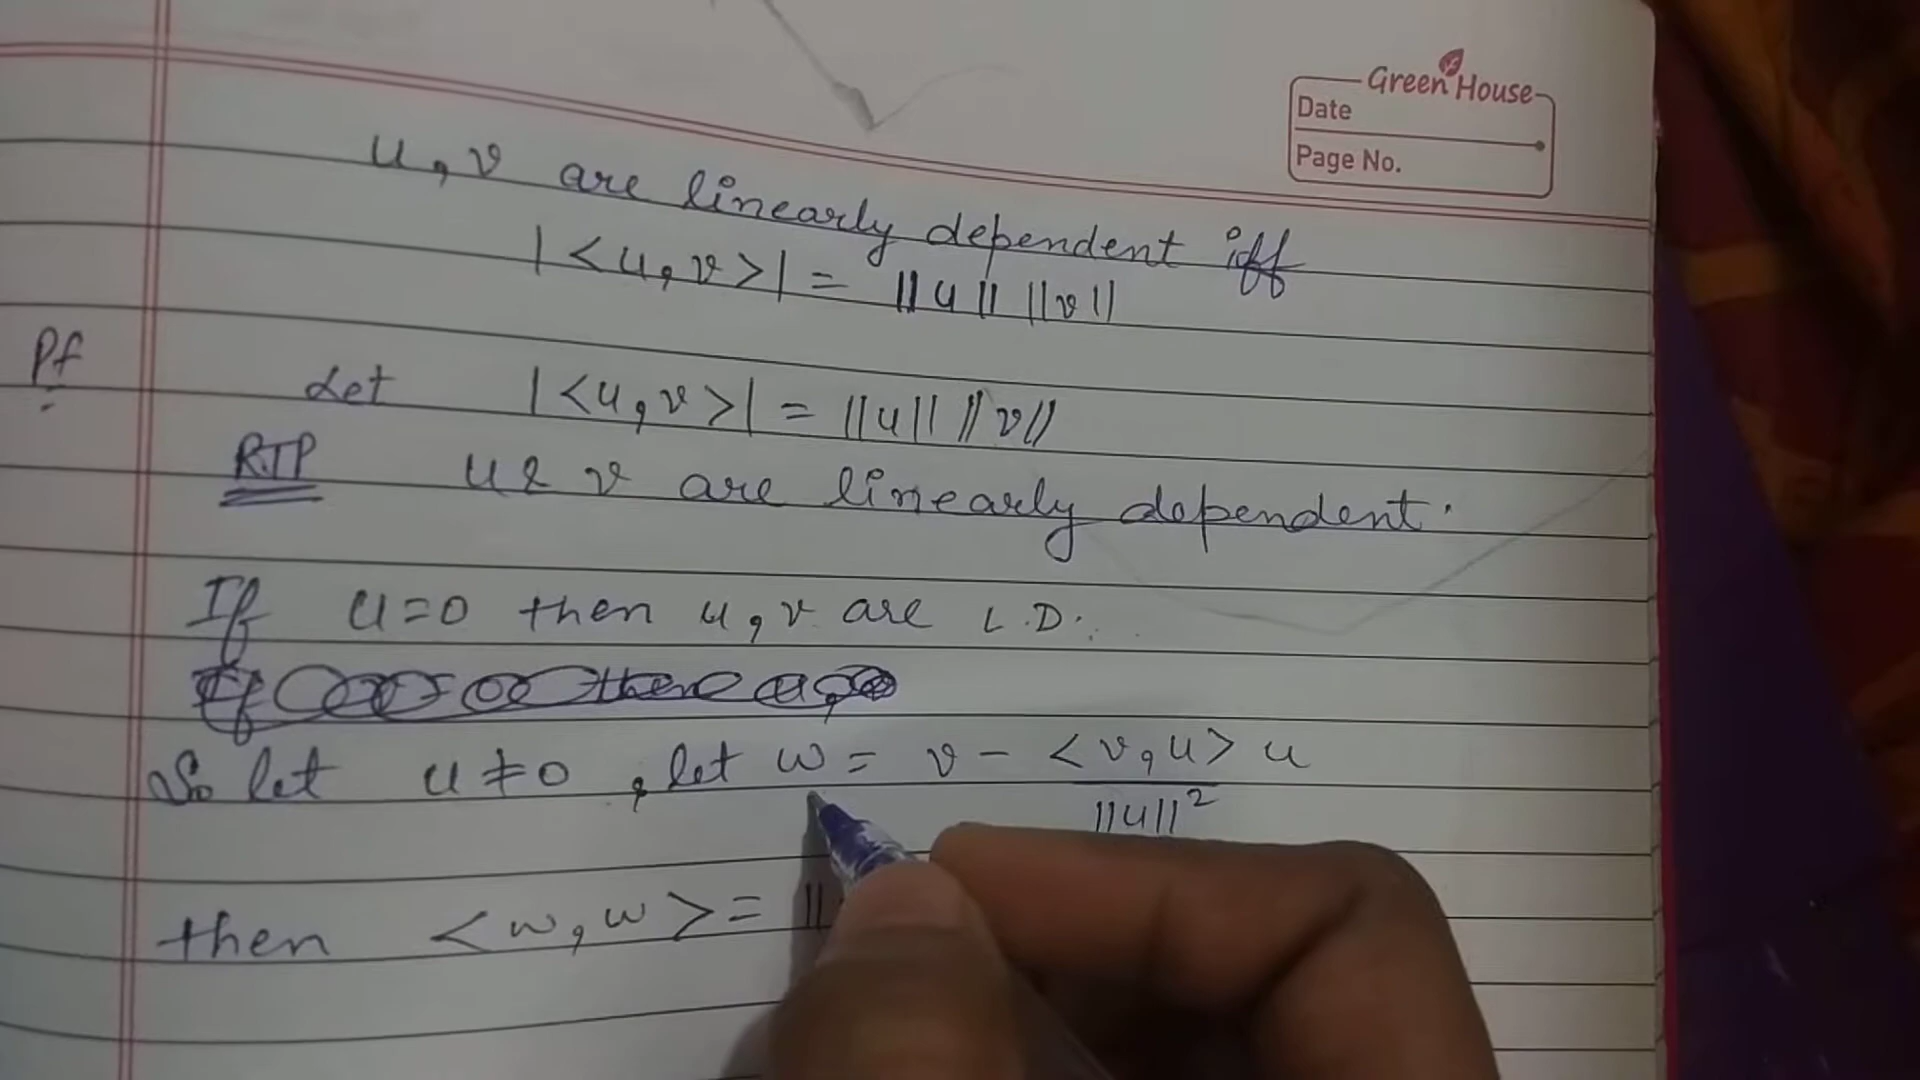 Green House
Date
Page No.
u, v are linearly dependent iff
|<u, v>| = ||u|| ||v||
Pf
Let |<u, v>| = ||u|| ||v||
RTP u & v are linearly dependent.
If u=0 then u, v are L.D.
So let u≠0, let w = v - <v, u> u
||u||²
then <w, w> = ||